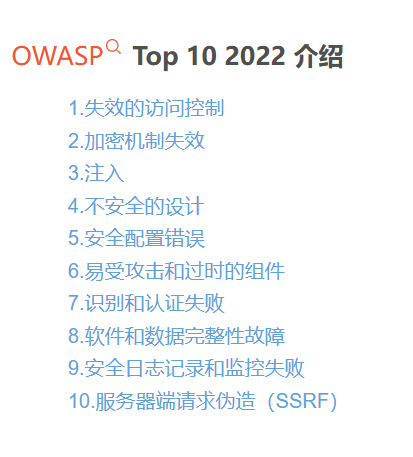 OWASP Top 10 2022 介绍
1.失效的访问控制
2.加密机制失效
3.注入
4.不安全的设计
5.安全配置错误
6.易受攻击和过时的组件
7.识别和认证失败
8.软件和数据完整性故障
9.安全日志记录和监控失败
10.服务器端请求伪造（SSRF）